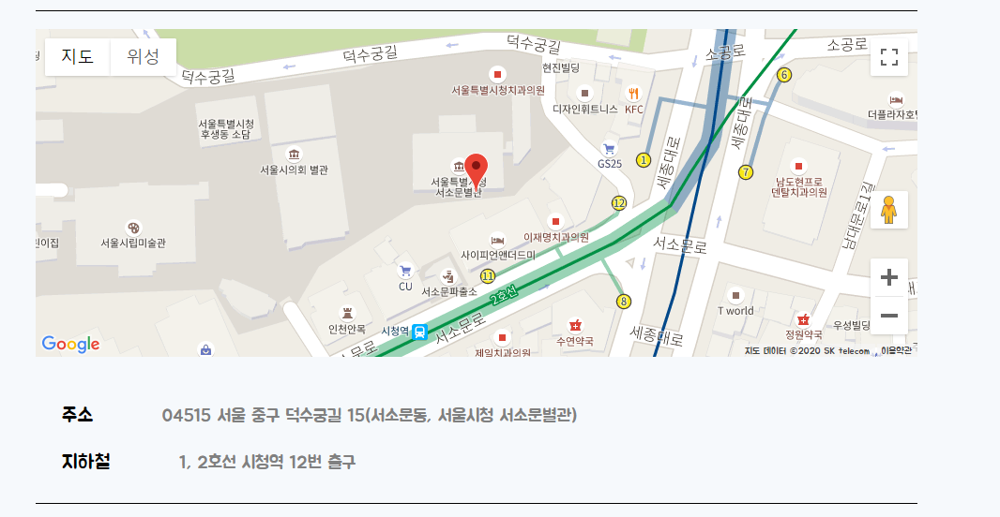 지도 위성
덕수궁길
덕수궁길
덕수궁길
소공로
소공로
현진빌딩
서울특별시청치과의원
디자인휘트니스
KFC
6
더플라자호텔
서울특별시청
후생동 소담
서울시의회 별관
세종대로
세종대로
GS25
1
7
서울특별시청
서소문별관
남도현프로
덴탈치과의원
12
남대문로1길
린이집
서울시립미술관
이재명치과의원
사이피언앤더드미
서소문로
CU
서소문파출소
11
2호선
8
T world
인천안목
시청역
서소문로
수연약국
세종대로
정원약국
우성빌딩
제일치과의원
Google
지도 데이터 ©2020 SK telecom
이용약관
주소 04515 서울 중구 덕수궁길 15(서소문동, 서울시청 서소문별관)
지하철 1, 2호선 시청역 12번 출구